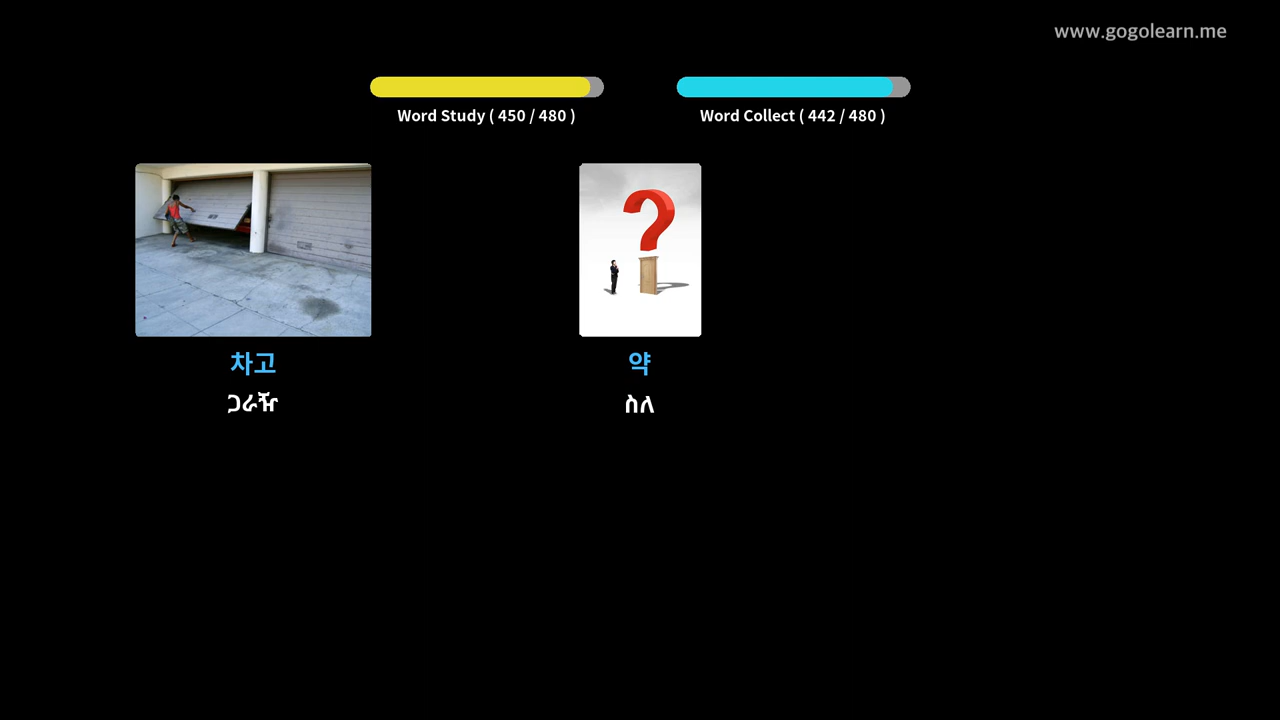 www.gogolearn.me
Word Study ( 450 / 480 )
Word Collect ( 442 / 480 )
차고
ጋራዥ
약
ስለ